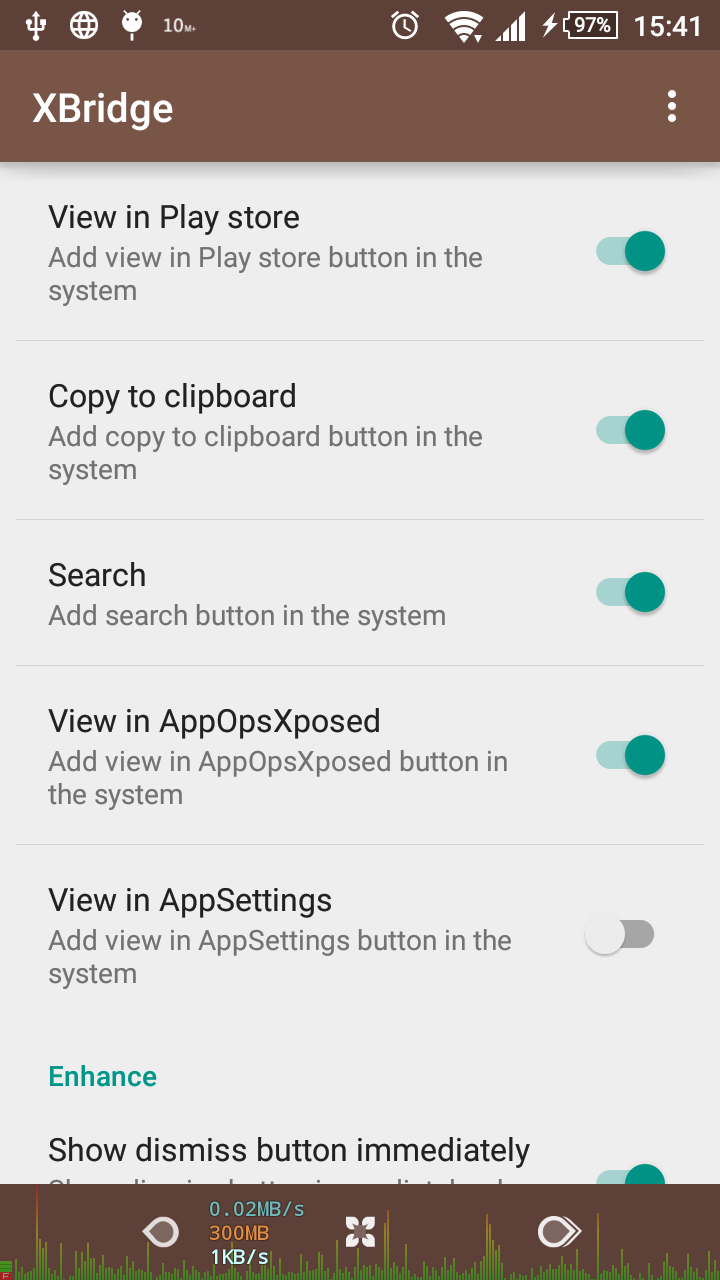 10M+
97%
15:41
XBridge
View in Play store
Add view in Play store button in the
system
Copy to clipboard
Add copy to clipboard button in the
system
Search
Add search button in the system
View in AppOpsXposed
Add view in AppOpsXposed button in
the system
View in AppSettings
Add view in AppSettings button in the
system
Enhance
Show dismiss button immediately
0.02MB/s
300MB
1KB/s